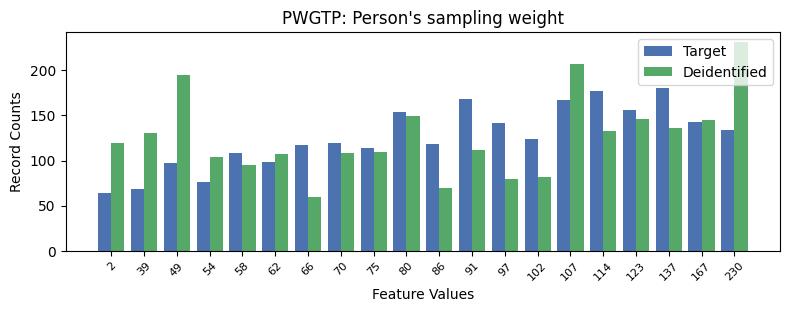 PWGTP: Person's sampling weight
Target
Deidentified
Record Counts
200
150
100
50
0
2 39 49 54 58 62 66 70 75 80 86 91 97 102 107 114 123 137 167 230
Feature Values